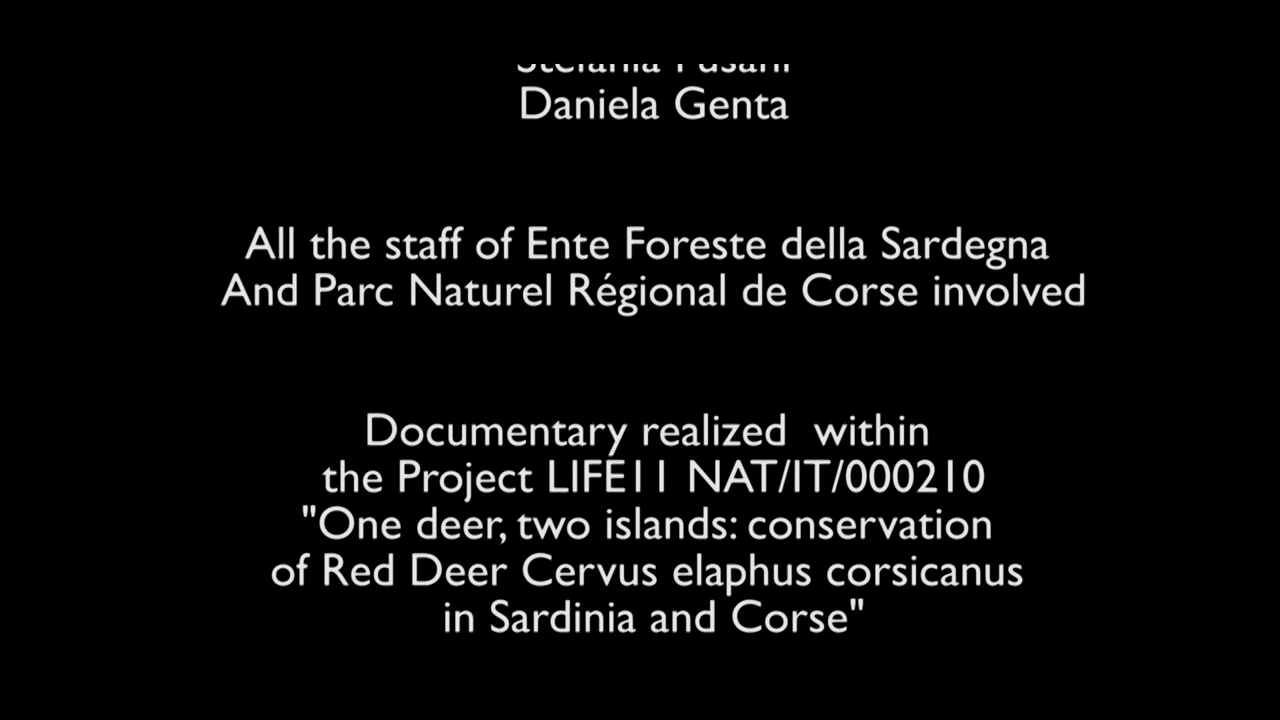 Daniela Genta
All the staff of Ente Foreste della Sardegna
And Parc Naturel Régional de Corse involved
Documentary realized  within
the Project LIFE11 NAT/IT/000210
"One deer, two islands: conservation
of Red Deer Cervus elaphus corsicanus
in Sardinia and Corse"